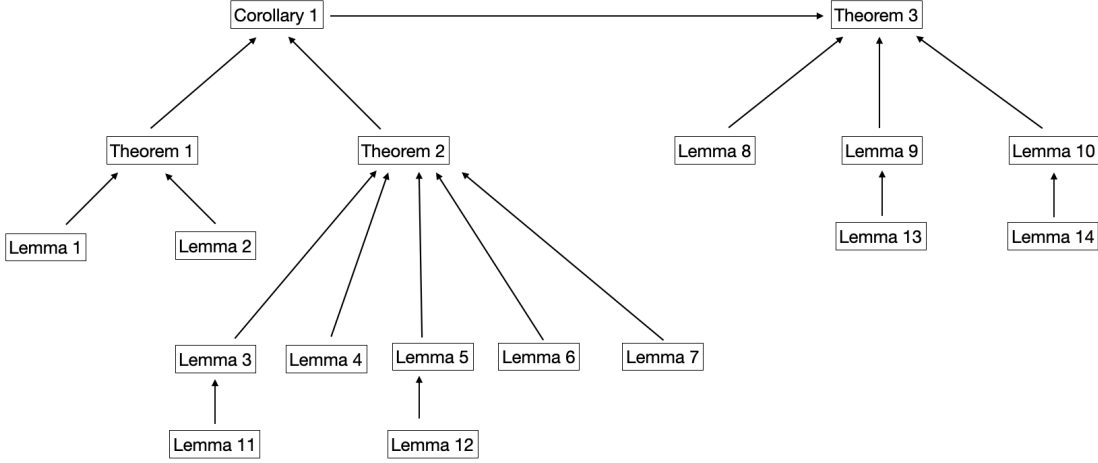 Corollary 1
Theorem 3
Theorem 1
Theorem 2
Lemma 8
Lemma 9
Lemma 10
Lemma 1
Lemma 2
Lemma 13
Lemma 14
Lemma 3
Lemma 4
Lemma 5
Lemma 6
Lemma 7
Lemma 11
Lemma 12